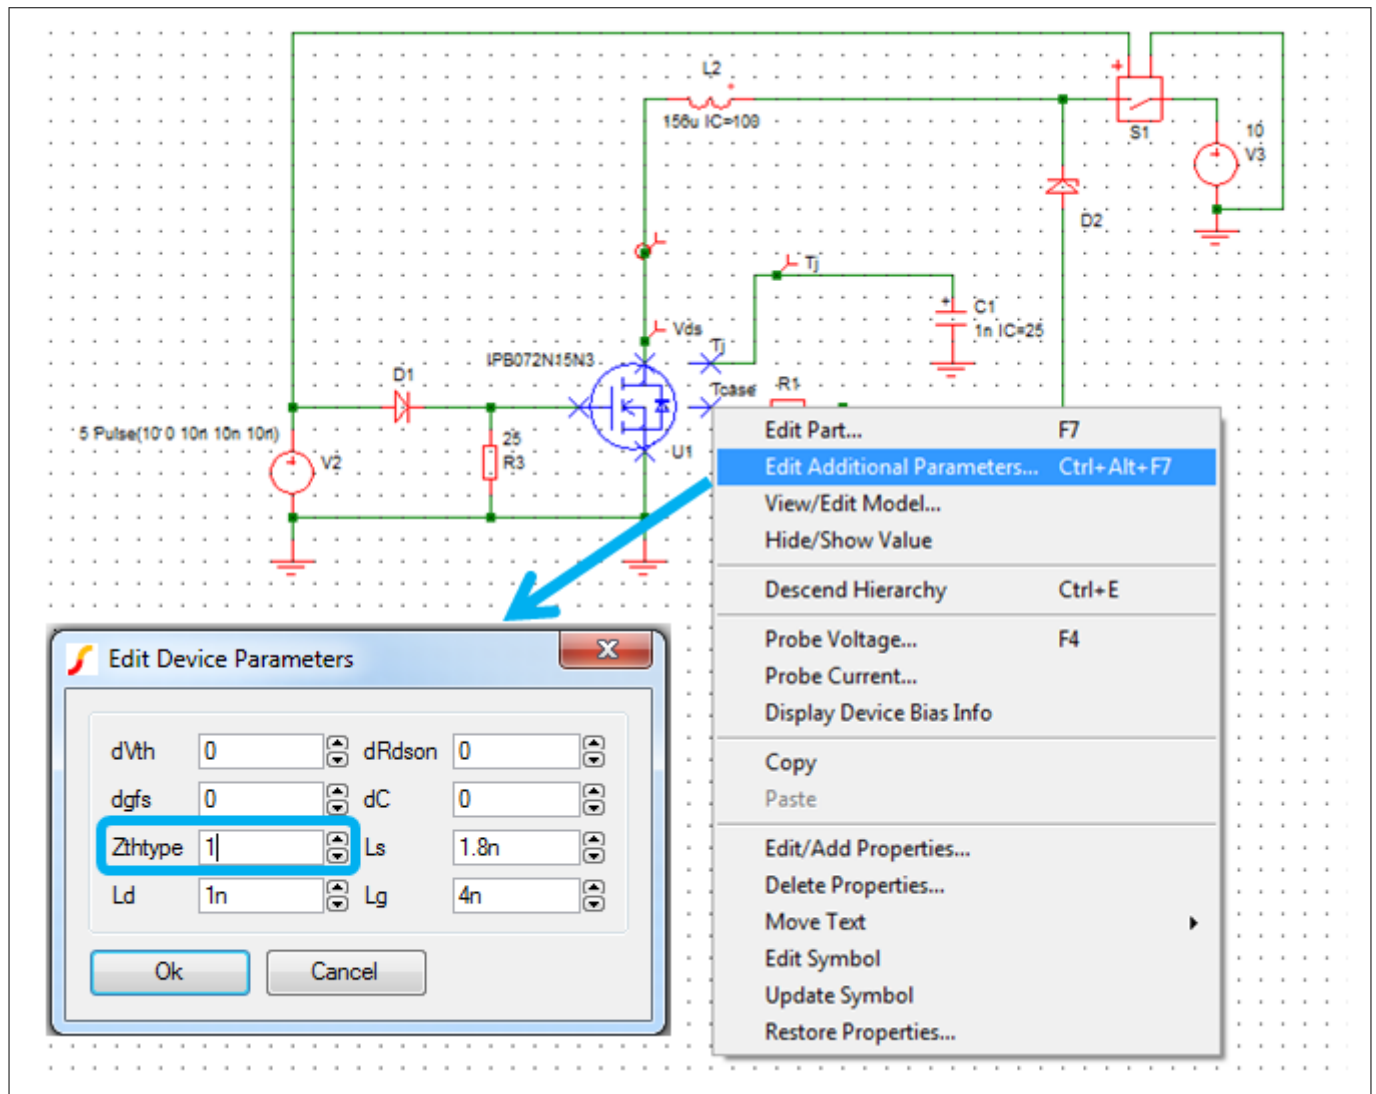 L2
156u IC=100
S1
10
V3
D2
Tj
C1
1n IC=25
Vds
IPB072N15N3
Tj
D1
Tcase
R1
5 Pulse(10 0 10n 10n 10n)
25
R3
V2
U1
Edit Part... F7
Edit Additional Parameters... Ctrl+Alt+F7
View/Edit Model...
Hide/Show Value
Descend Hierarchy Ctrl+E
Probe Voltage... F4
Probe Current...
Display Device Bias Info
Copy
Paste
Edit/Add Properties...
Delete Properties...
Move Text
Edit Symbol
Update Symbol
Restore Properties...
Edit Device Parameters
dVth 0 dRdson 0
dgfs 0 dC 0
Zthtype 1 Ls 1.8n
Ld 1n Lg 4n
Ok Cancel